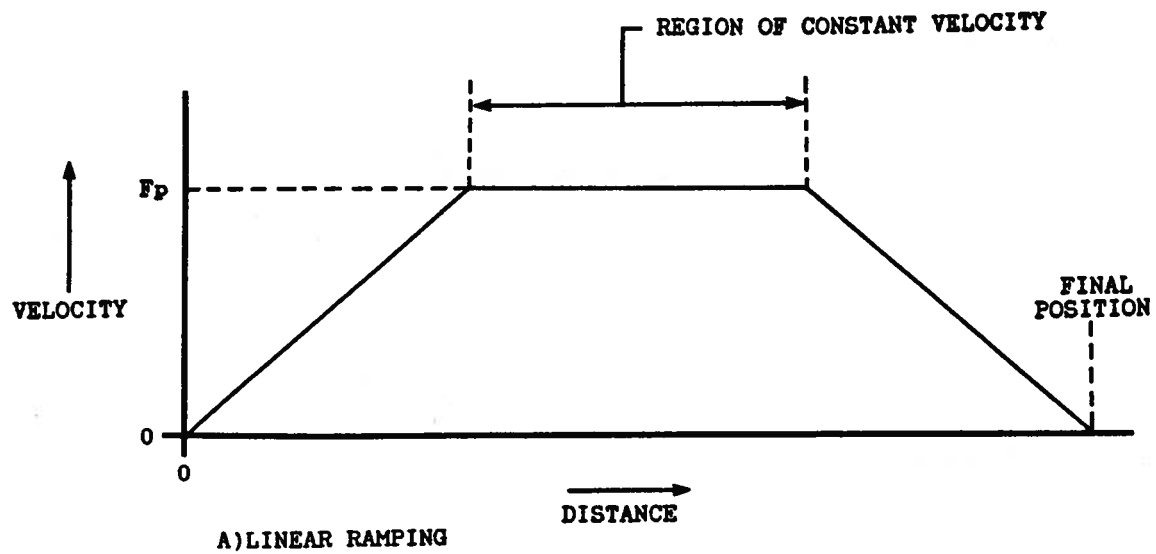 REGION OF CONSTANT VELOCITY
Fp
VELOCITY
FINAL
POSITION
0
0
DISTANCE
A)LINEAR RAMPING